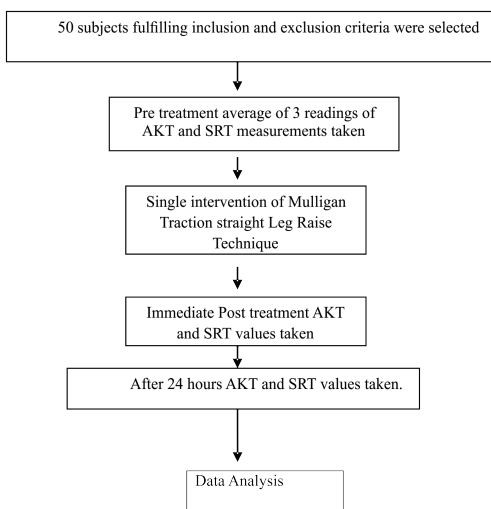 50 subjects fulfilling inclusion and exclusion criteria were selected
Pre treatment average of 3 readings of
AKT and SRT measurements taken
Single intervention of Mulligan
Traction straight Leg Raise
Technique
Immediate Post treatment AKT
and SRT values taken
After 24 hours AKT and SRT values taken.
Data Analysis